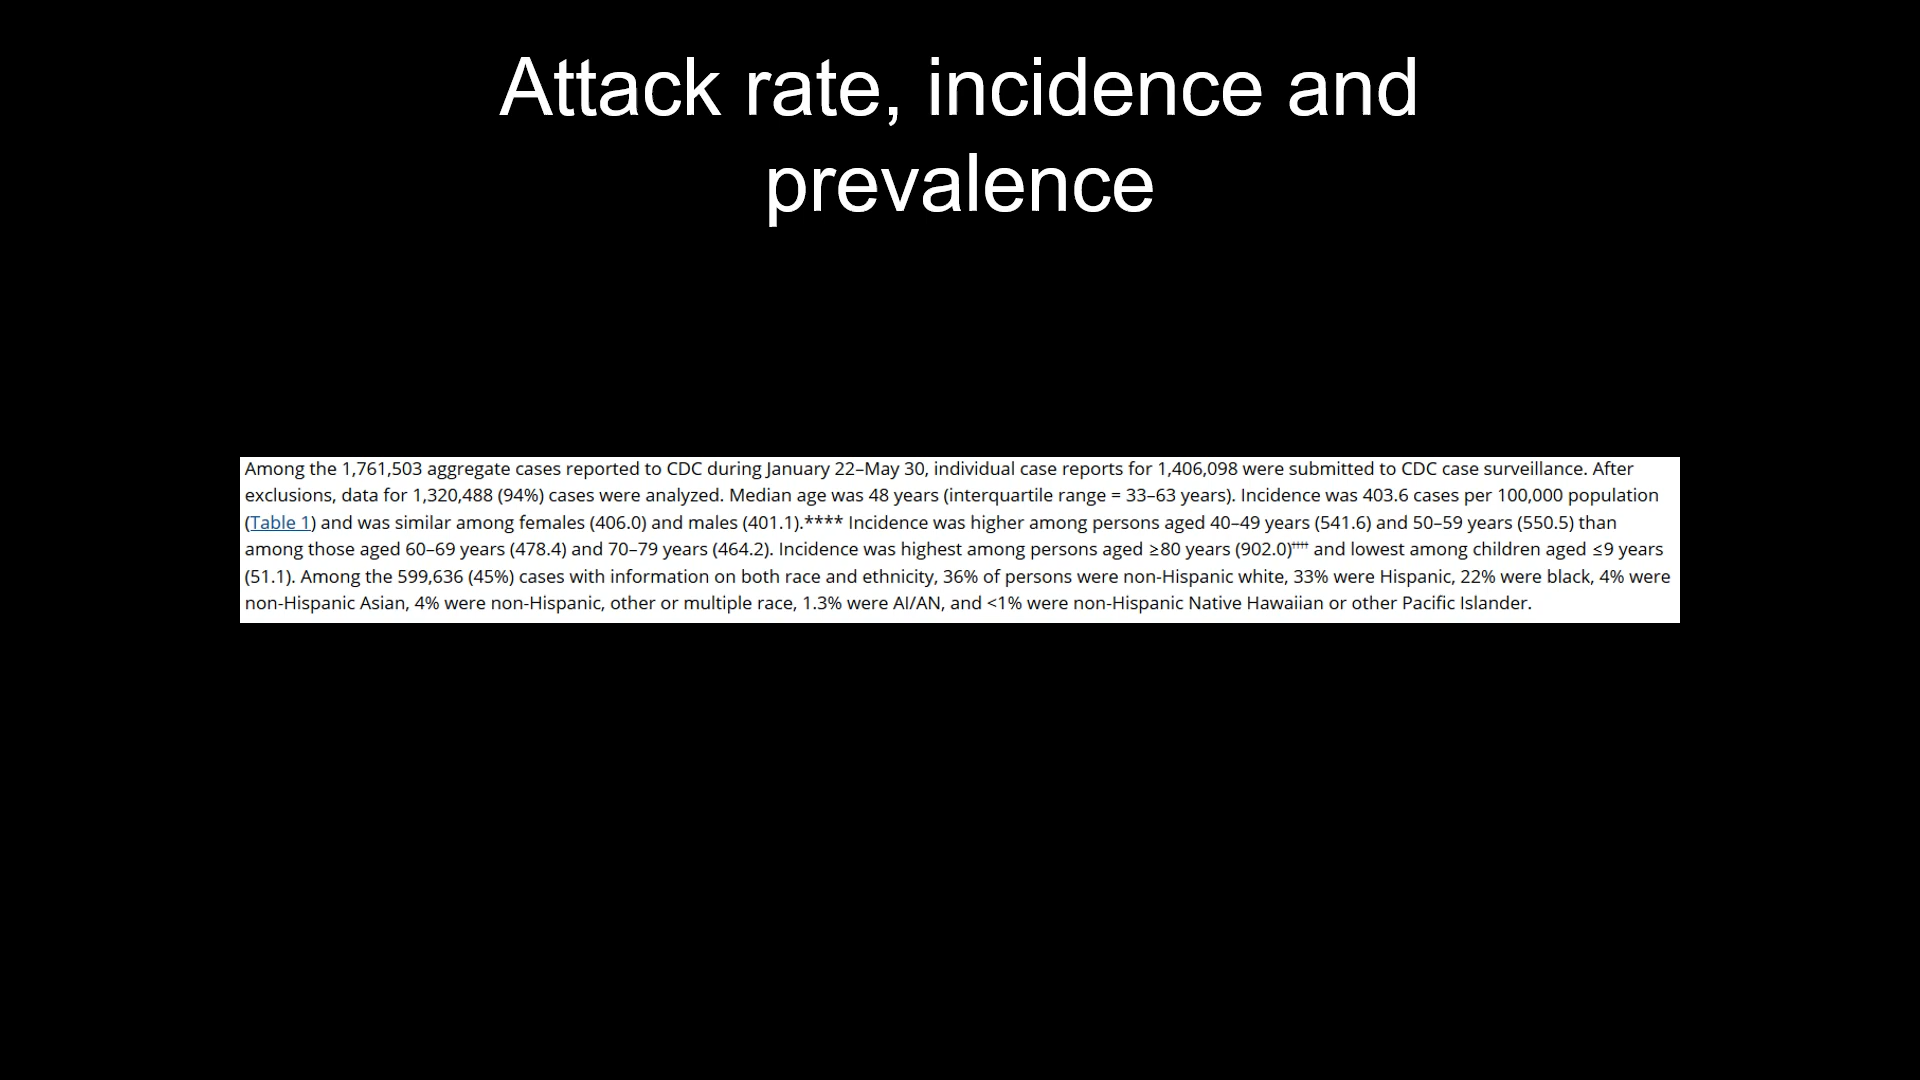 Attack rate, incidence and
prevalence
Among the 1,761,503 aggregate cases reported to CDC during January 22–May 30, individual case reports for 1,406,098 were submitted to CDC case surveillance. After
exclusions, data for 1,320,488 (94%) cases were analyzed. Median age was 48 years (interquartile range = 33–63 years). Incidence was 403.6 cases per 100,000 population
(Table 1) and was similar among females (406.0) and males (401.1).**** Incidence was higher among persons aged 40–49 years (541.6) and 50–59 years (550.5) than
among those aged 60–69 years (478.4) and 70–79 years (464.2). Incidence was highest among persons aged ≥80 years (902.0)†††† and lowest among children aged ≤9 years
(51.1). Among the 599,636 (45%) cases with information on both race and ethnicity, 36% of persons were non-Hispanic white, 33% were Hispanic, 22% were black, 4% were
non-Hispanic Asian, 4% were non-Hispanic, other or multiple race, 1.3% were AI/AN, and <1% were non-Hispanic Native Hawaiian or other Pacific Islander.